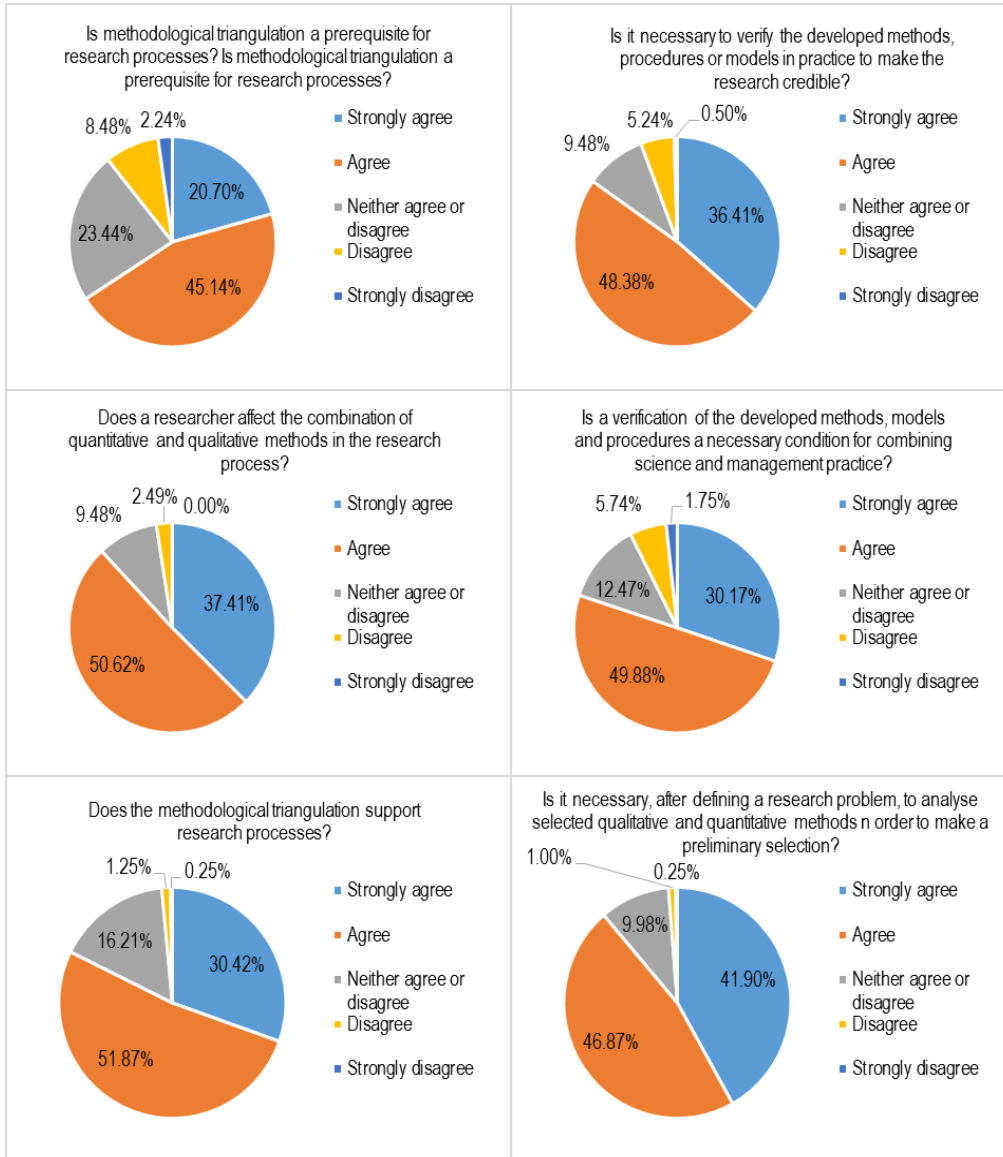 Is methodological triangulation a prerequisite for
research processes? Is methodological triangulation a
prerequisite for research processes?
8.48%
2.24%
20.70%
23.44%
45.14%
Strongly agree
Agree
Neither agree or
disagree
Disagree
Strongly disagree
Is it necessary to verify the developed methods,
procedures or models in practice to make the
research credible?
5.24%
0.50%
9.48%
36.41%
48.38%
Strongly agree
Agree
Neither agree or
disagree
Disagree
Strongly disagree
Does a researcher affect the combination of
quantitative and qualitative methods in the research
process?
2.49%
0.00%
9.48%
37.41%
50.62%
Strongly agree
Agree
Neither agree or
disagree
Disagree
Strongly disagree
Is a verification of the developed methods, models
and procedures a necessary condition for combining
science and management practice?
5.74%
1.75%
12.47%
30.17%
49.88%
Strongly agree
Agree
Neither agree or
disagree
Disagree
Strongly disagree
Does the methodological triangulation support
research processes?
1.25%
0.25%
16.21%
30.42%
51.87%
Strongly agree
Agree
Neither agree or
disagree
Disagree
Strongly disagree
Is it necessary, after defining a research problem, to analyse
selected qualitative and quantitative methods n order to make a
preliminary selection?
1.00%
0.25%
9.98%
41.90%
46.87%
Strongly agree
Agree
Neither agree or
disagree
Disagree
Strongly disagree